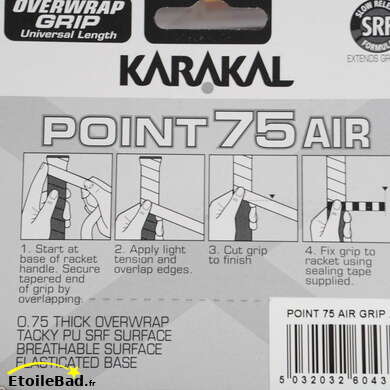 OVERWRAP
GRIP
Universal Length
SLOW RELEASE
SRF
FORMULA
KARAKAL
EXTENDS
POINT 75 AIR
1. Start at
base of racket
handle. Secure
tapered end
of grip by
overlapping.
2. Apply light
tension and
overlap edges.
3. Cut grip
to finish
4. Fix grip to
racket using
sealing tape
supplied.
0.75 THICK OVERWRAP
TACKY PU SRF SURFACE
BREATHABLE SURFACE
ELASTICATED BASE
POINT 75 AIR GRIP
5 032032 6043
EtoileBad.fr